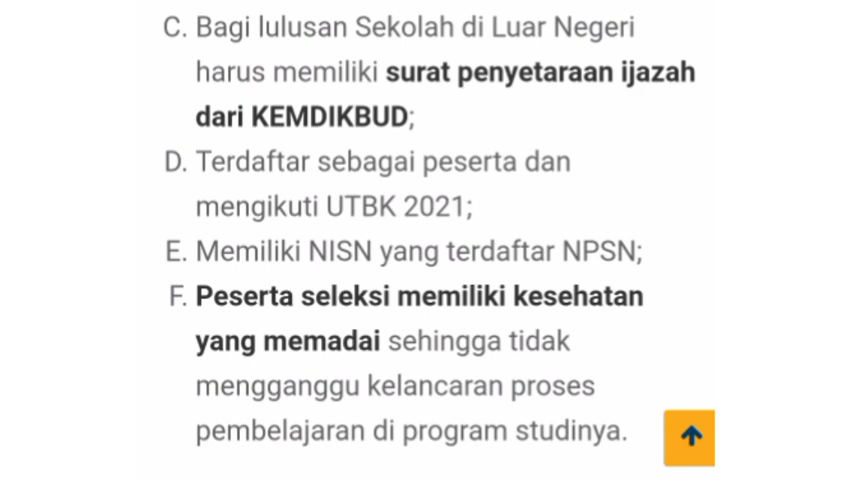 C. Bagi lulusan Sekolah di Luar Negeri
harus memiliki surat penyetaraan ijazah
dari KEMDIKBUD;
D. Terdaftar sebagai peserta dan
mengikuti UTBK 2021;
E. Memiliki NISN yang terdaftar NPSN;
F. Peserta seleksi memiliki kesehatan
yang memadai sehingga tidak
mengganggu kelancaran proses
pembelajaran di program studinya.